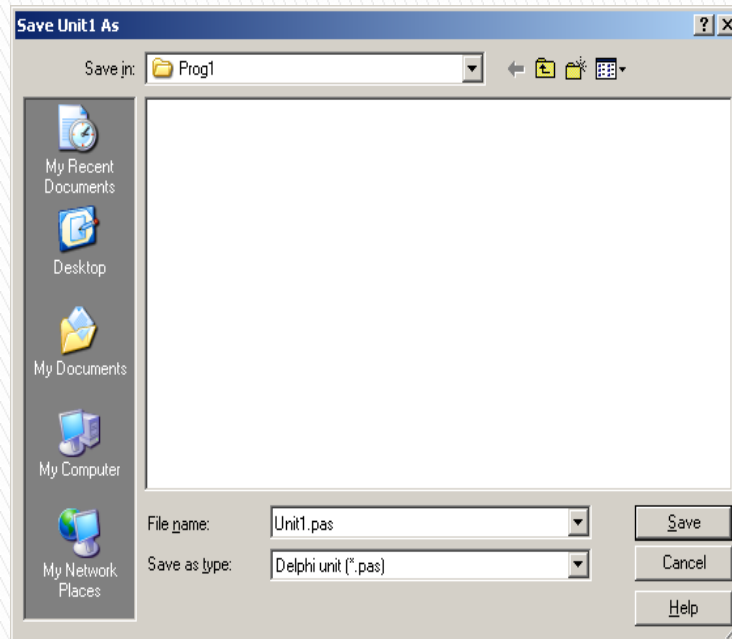 Save Unit1 As
Save in: Prog1
My Recent
Documents
Desktop
My Documents
My Computer
My Network
Places
File name: Unit1.pas
Save as type: Delphi unit (*.pas)
Save
Cancel
Help